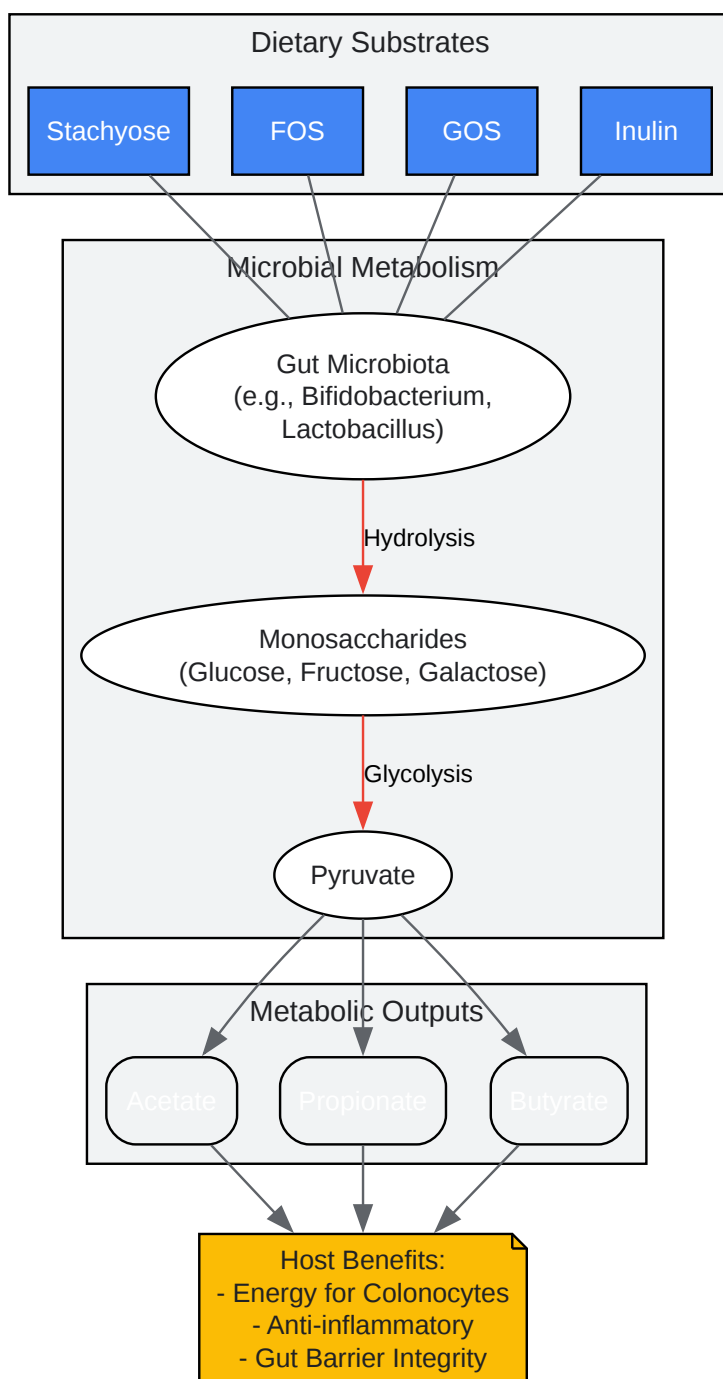 Dietary Substrates
Stachyose
FOS
GOS
Inulin
Microbial Metabolism
Gut Microbiota
(e.g., Bifidobacterium,
Lactobacillus)
Hydrolysis
Monosaccharides
(Glucose, Fructose, Galactose)
Glycolysis
Pyruvate
Metabolic Outputs
Acetate
Propionate
Butyrate
Host Benefits:
- Energy for Colonocytes
- Anti-inflammatory
- Gut Barrier Integrity